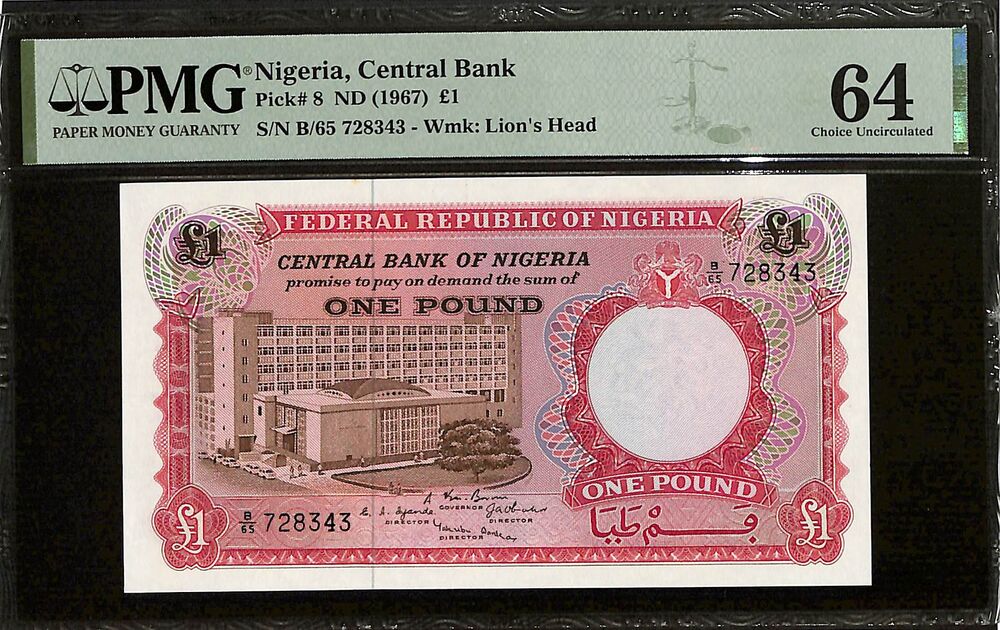 PMG®
PAPER MONEY GUARANTY
Nigeria, Central Bank
Pick# 8 ND (1967) £1
S/N B/65 728343 - Wmk: Lion's Head
64
Choice Uncirculated
£1
FEDERAL REPUBLIC OF NIGERIA
£1
CENTRAL BANK OF NIGERIA
promise to pay on demand the sum of
ONE POUND
B/65 728343
ONE POUND
£1
B/65 728343
GOVERNOR
DIRECTOR
DIRECTOR
DIRECTOR
£1